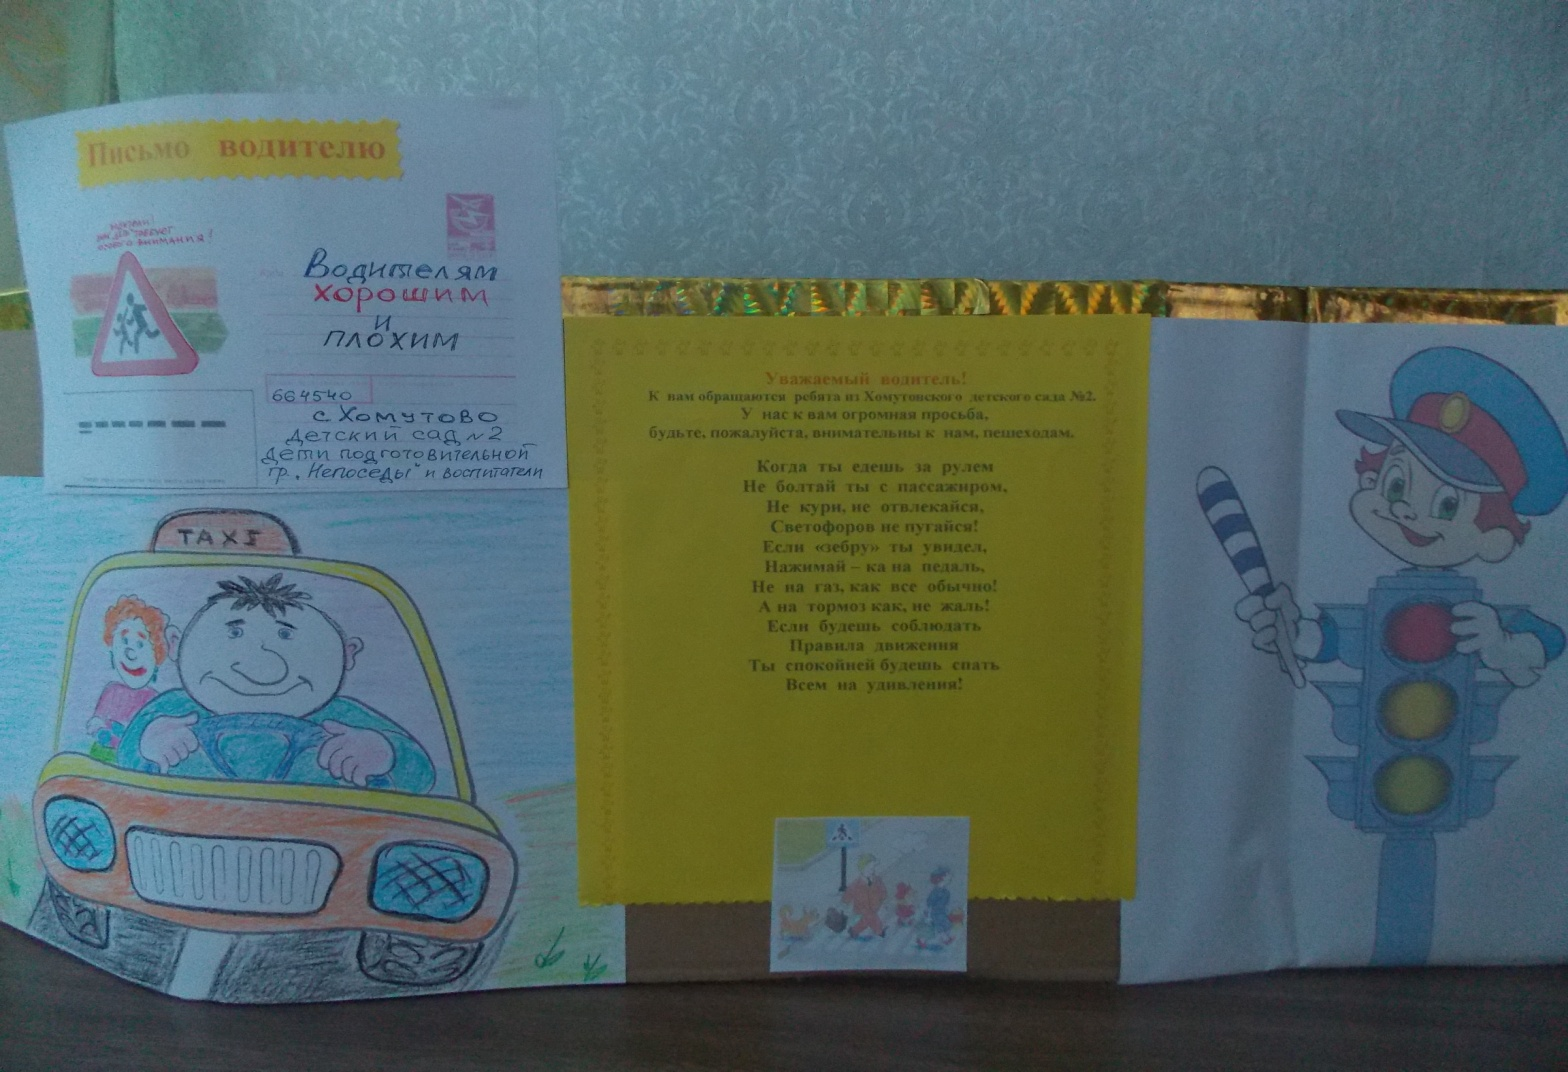 Письмо водителю
внимания!
Водителям
хорошим
и
плохим
664540
с Хомутово
Детский сад №2
Дети подготовительной
гр. "Непоседы" и воспитатели
TAXI
Уважаемый водитель!
К вам обращаются ребята из Хомутовского детского сада №2.
У нас к вам огромная просьба,
будьте, пожалуйста, внимательны к нам, пешеходам.
Когда ты едешь за рулем
Не болтай ты с пассажиром,
Не кури, не отвлекайся,
Светофоров не пугайся!
Если «зебру» ты увидел,
Нажимай – ка на педаль,
Не на газ, как все обычно!
А на тормоз как, не жаль!
Если будешь соблюдать
Правила движения
Ты спокойней будешь спать
Всем на удивления!